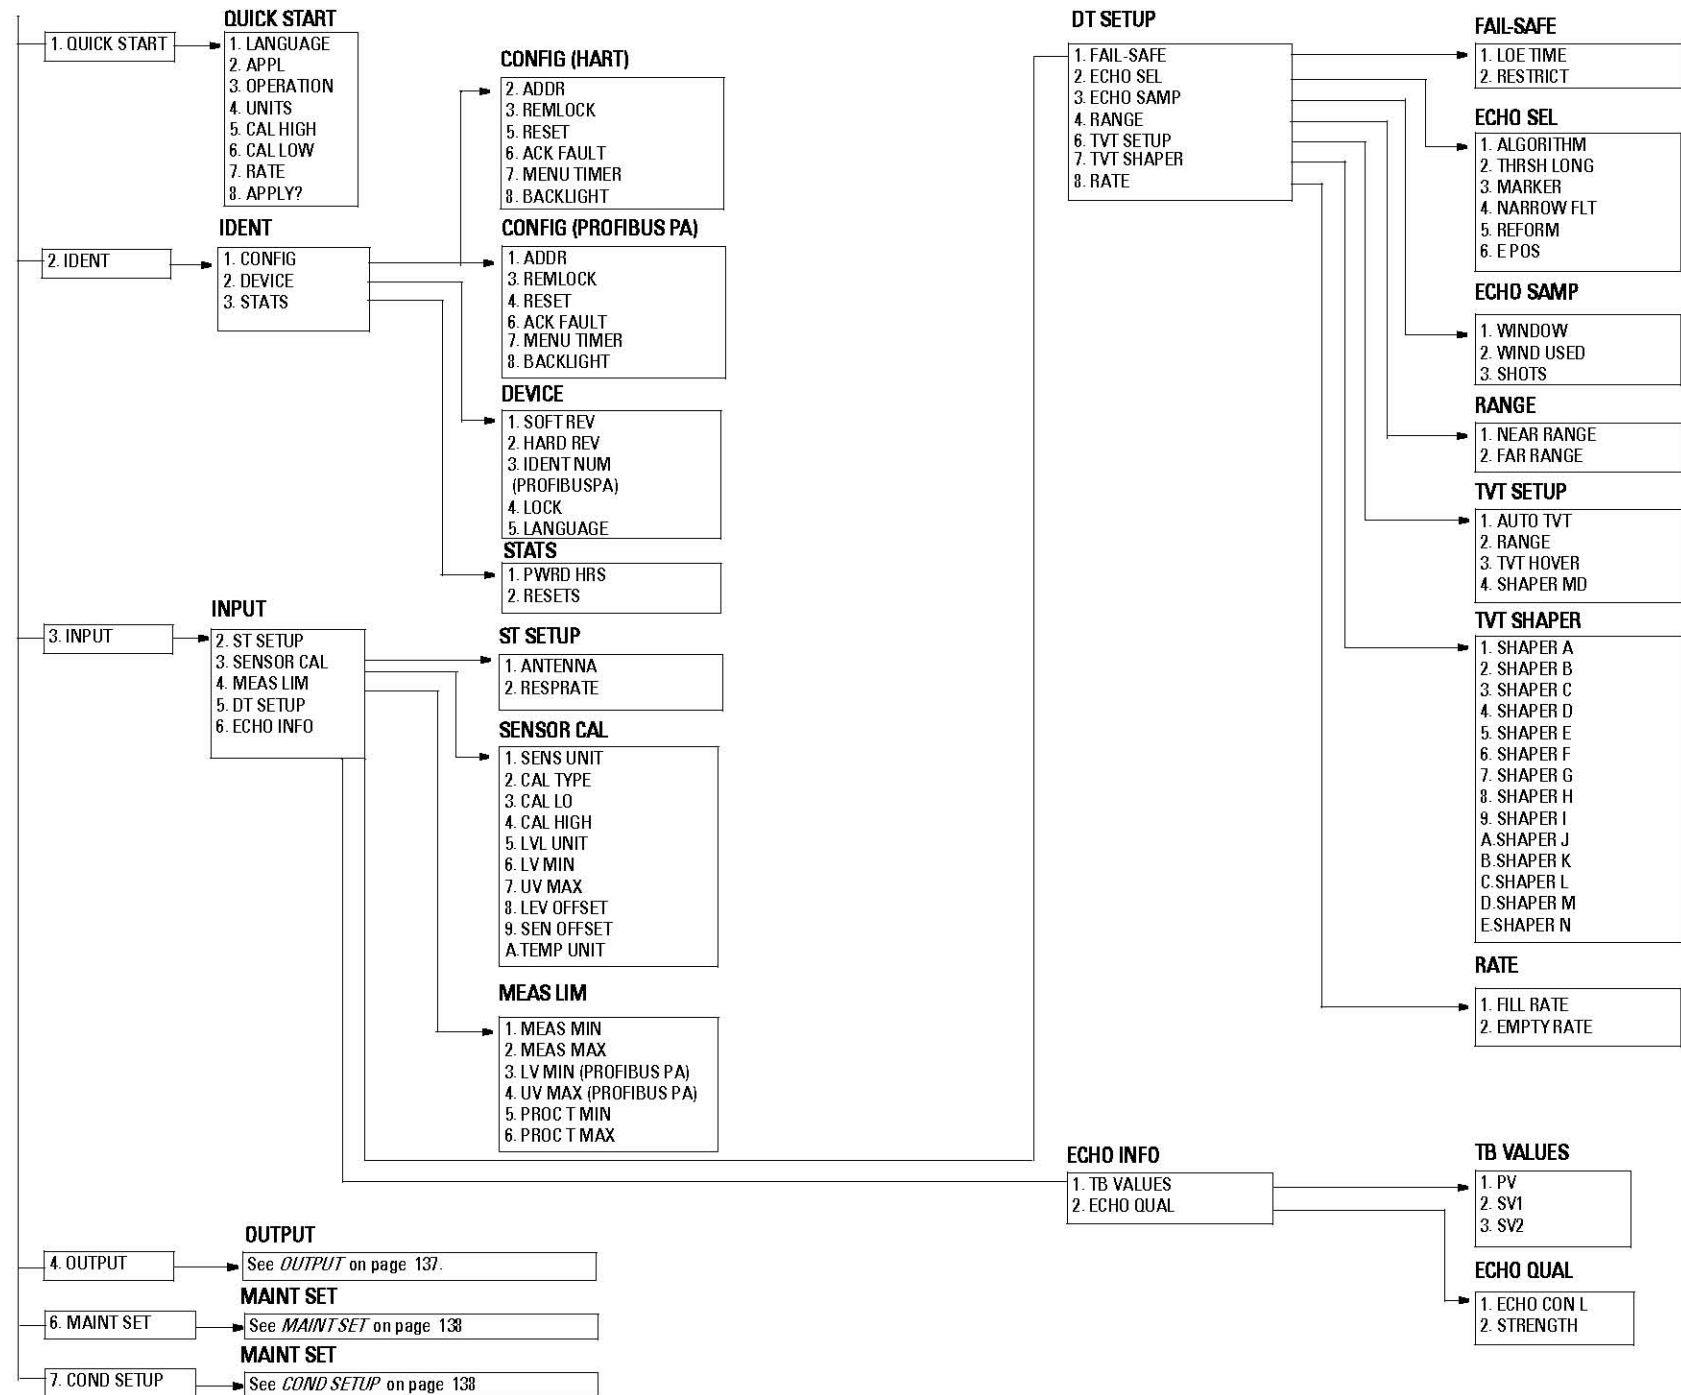 QUICK START
1. QUICK START
1. LANGUAGE
2. APPL
3. OPERATION
4. UNITS
5. CAL HIGH
6. CAL LOW
7. RATE
8. APPLY?
CONFIG (HART)
2. ADDR
3. REMLOCK
5. RESET
6. ACK FAULT
7. MENU TIMER
8. BACKLIGHT
IDENT
2. IDENT
1. CONFIG
2. DEVICE
3. STATS
CONFIG (PROFIBUS PA)
1. ADDR
3. REMLOCK
4. RESET
6. ACK FAULT
7. MENU TIMER
8. BACKLIGHT
DEVICE
1. SOFT REV
2. HARD REV
3. IDENT NUM
(PROFIBUSPA)
4. LOCK
5. LANGUAGE
STATS
1. PWRD HRS
2. RESETS
INPUT
3. INPUT
2. ST SETUP
3. SENSOR CAL
4. MEAS LIM
5. DT SETUP
6. ECHO INFO
ST SETUP
1. ANTENNA
2. RESPRATE
SENSOR CAL
1. SENS UNIT
2. CAL TYPE
3. CAL LO
4. CAL HIGH
5. LVL UNIT
6. LV MIN
7. UV MAX
8. LEV OFFSET
9. SEN OFFSET
A.TEMP UNIT
MEAS LIM
1. MEAS MIN
2. MEAS MAX
3. LV MIN (PROFIBUS PA)
4. UV MAX (PROFIBUS PA)
5. PROC T MIN
6. PROC T MAX
OUTPUT
4. OUTPUT
See OUTPUT on page 137.
MAINT SET
6. MAINT SET
See MAINT SET on page 138
MAINT SET
7. COND SETUP
See COND SETUP on page 138
DT SETUP
1. FAIL-SAFE
2. ECHO SEL
3. ECHO SAMP
4. RANGE
6. TVT SETUP
7. TVT SHAPER
8. RATE
FAIL-SAFE
1. LOE TIME
2. RESTRICT
ECHO SEL
1. ALGORITHM
2. THRSH LONG
3. MARKER
4. NARROW FLT
5. REFORM
6. E POS
ECHO SAMP
1. WINDOW
2. WIND USED
3. SHOTS
RANGE
1. NEAR RANGE
2. FAR RANGE
TVT SETUP
1. AUTO TVT
2. RANGE
3. TVT HOVER
4. SHAPER MD
TVT SHAPER
1. SHAPER A
2. SHAPER B
3. SHAPER C
4. SHAPER D
5. SHAPER E
6. SHAPER F
7. SHAPER G
8. SHAPER H
9. SHAPER I
A.SHAPER J
B.SHAPER K
C.SHAPER L
D.SHAPER M
E.SHAPER N
RATE
1. FILL RATE
2. EMPTY RATE
ECHO INFO
1. TB VALUES
2. ECHO QUAL
TB VALUES
1. PV
2. SV1
3. SV2
ECHO QUAL
1. ECHO CON L
2. STRENGTH